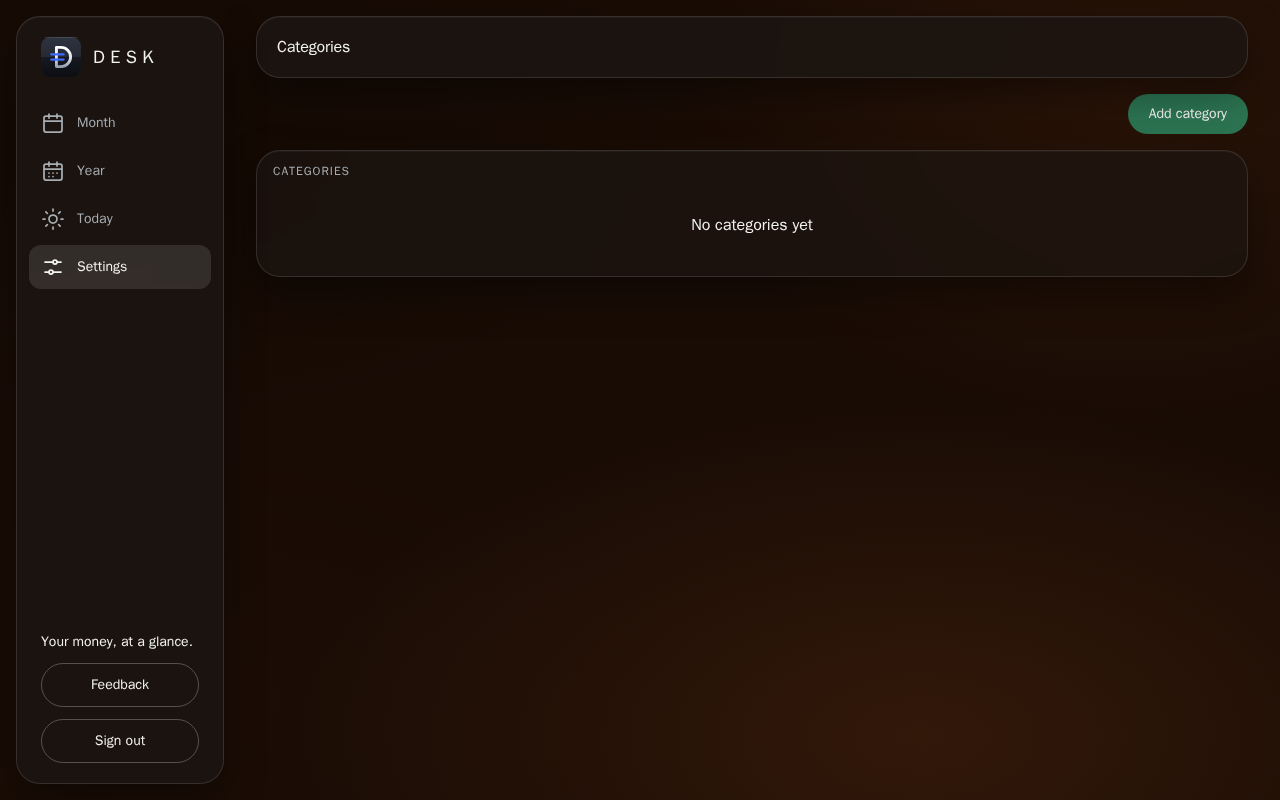 DESK
Month
Year
Today
Settings
Your money, at a glance.
Feedback
Sign out
Categories
Add category
CATEGORIES
No categories yet